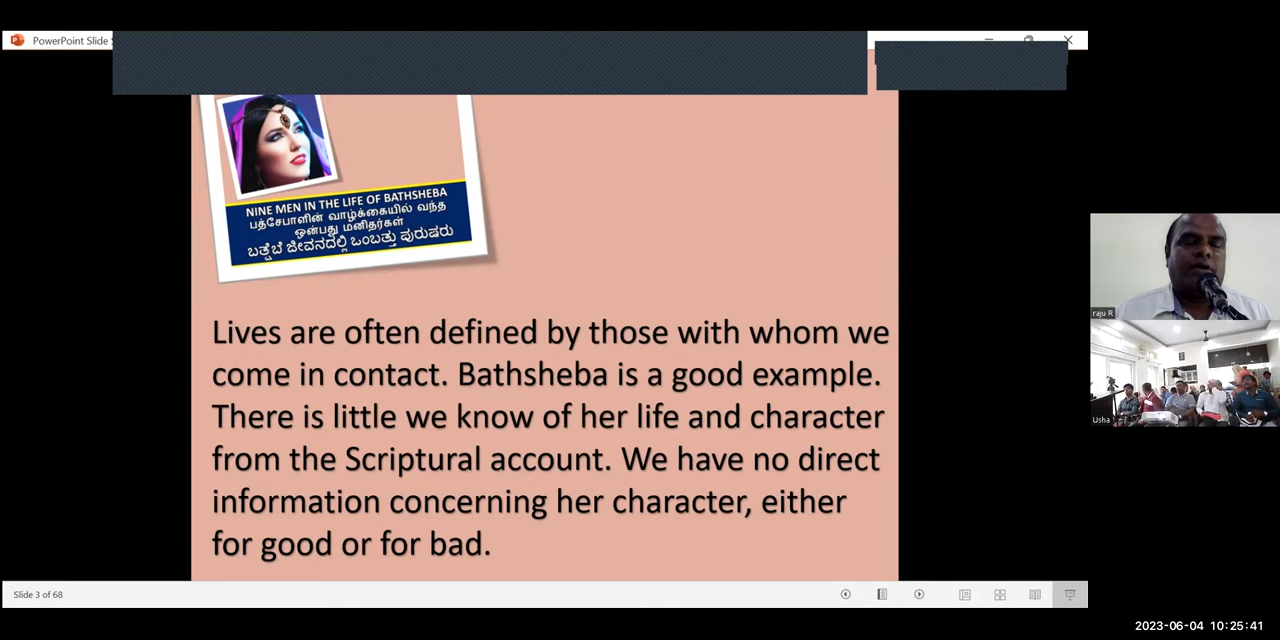 PowerPoint Slide
NINE MEN IN THE LIFE OF BATHSHEBA
பத்சேபாளின் வாழ்க்கையில் வந்த
ஒன்பது மனிதர்கள்
ಬತ್ಷೆಬೆ ಜೀವನದಲ್ಲಿ ಒಂಬತ್ತು ಪುರುಷರು
Lives are often defined by those with whom we
come in contact. Bathsheba is a good example.
There is little we know of her life and character
from the Scriptural account. We have no direct
information concerning her character, either
for good or for bad.
raju R
Usha
Slide 3 of 68
2023-06-04 10:25:41